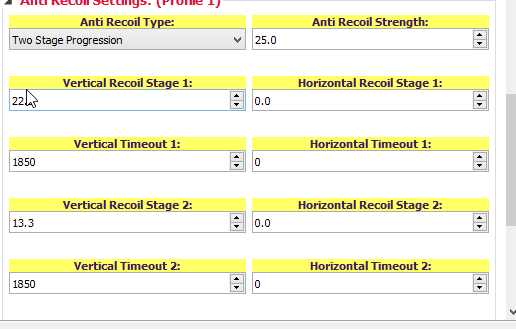 Anti Recoil Settings: (Profile 1)
Anti Recoil Type: Anti Recoil Strength:
Two Stage Progression 25.0
Vertical Recoil Stage 1: Horizontal Recoil Stage 1:
22. 0.0
Vertical Timeout 1: Horizontal Timeout 1:
1850 0
Vertical Recoil Stage 2: Horizontal Recoil Stage 2:
13.3 0.0
Vertical Timeout 2: Horizontal Timeout 2:
1850 0